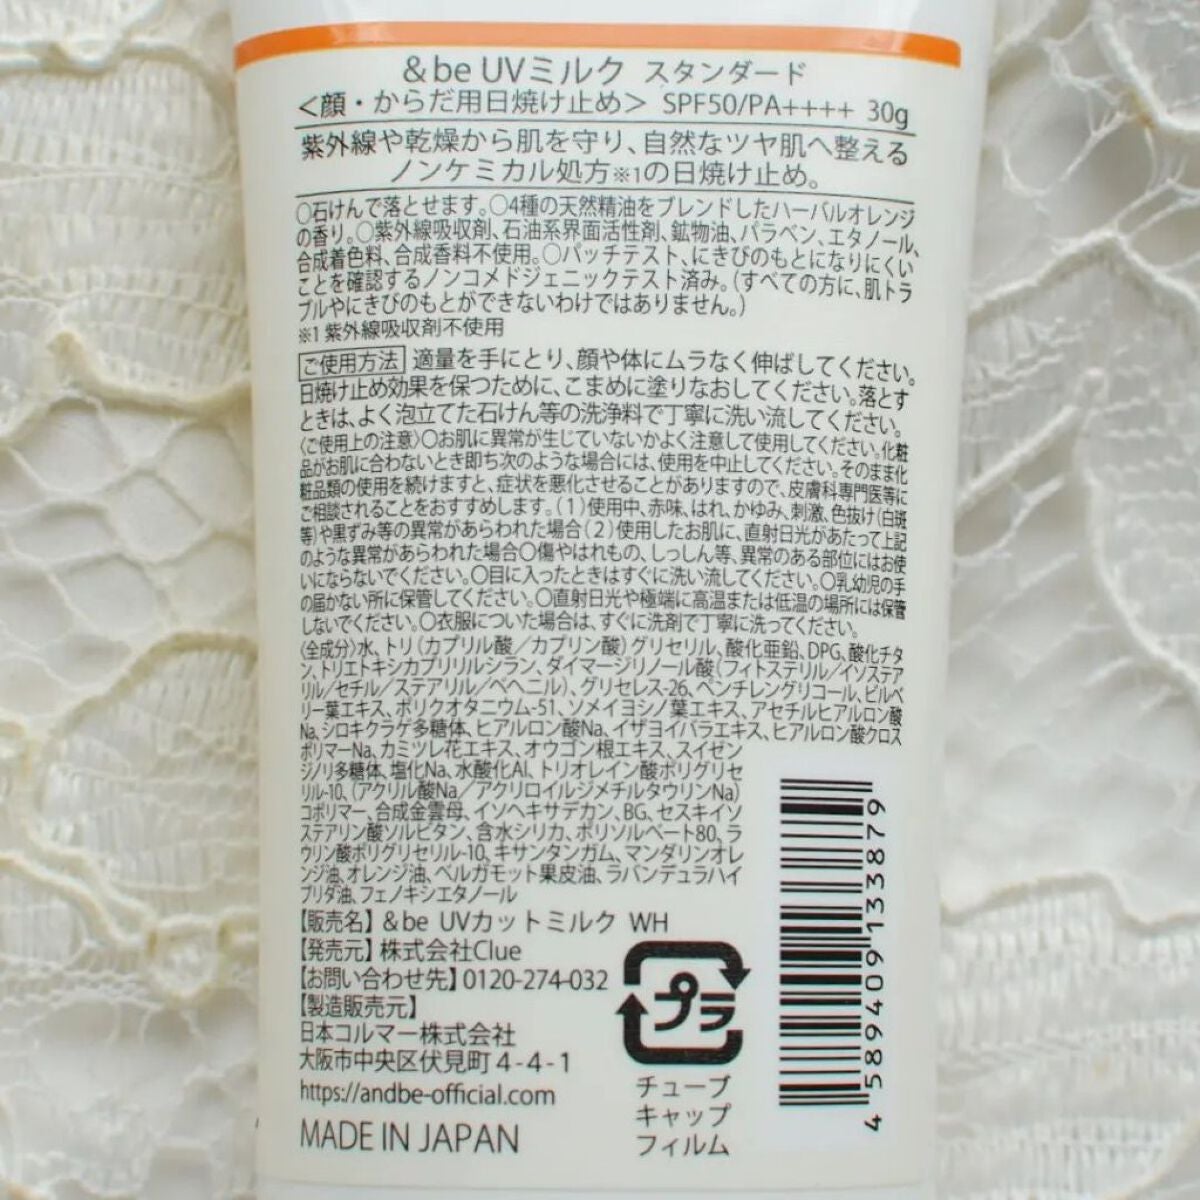 &be UVミルク スタンダード
<顔・からだ用日焼け止め> SPF50/PA++++ 30g
紫外線や乾燥から肌を守り、自然なツヤ肌へ整える
ノンケミカル処方※1の日焼け止め。
○石けんで落とせます。○4種の天然精油をブレンドしたハーバルオレンジ
の香り。○紫外線吸収剤、石油系界面活性剤、鉱物油、パラベン、エタノール、
合成着色料、合成香料不使用。○パッチテスト、にきびのもとになりにくい
ことを確認するノンコメドジェニックテスト済み。(すべての方に、肌トラ
ブルやにきびのもとができないわけではありません。)
※1 紫外線吸収剤不使用
ご使用方法 適量を手にとり、顔や体にムラなく伸ばしてください。
日焼け止め効果を保つために、こまめに塗りなおしてください。落とす
ときは、よく泡立てた石けん等の洗浄料で丁寧に洗い流してください。
〈ご使用上の注意〉○お肌に異常が生じていないかよく注意して使用してください。化粧
品がお肌に合わないとき即ち次のような場合には、使用を中止してください。そのまま化
粧品類の使用を続けますと、症状を悪化させることがありますので、皮膚科専門医等に
ご相談されることをおすすめします。(1)使用中、赤味、はれ、かゆみ、刺激、色抜け(白斑
等)や黒ずみ等の異常があらわれた場合(2)使用したお肌に、直射日光があたって上記
のような異常があらわれた場合○傷やはれもの、しっしん等、異常のある部位にはお使
いにならないでください。○目に入ったときはすぐに洗い流してください。○乳幼児の手
の届かない所に保管してください。○直射日光や極端に高温または低温の場所には保管
しないでください。○衣服についた場合は、すぐに洗剤で丁寧に洗ってください。
〈全成分〉水、トリ(カプリル酸/カプリン酸)グリセリル、酸化亜鉛、DPG、酸化チタ
ン、トリエトキシカプリリルシラン、ダイマージリノール酸(フィトステリル/イソステア
リル/セチル/ステアリル/ベヘニル)、グリセレス-26、ペンチレングリコール、ビルベ
リー葉エキス、ポリクオタニウム-51、ソメイヨシノ葉エキス、アセチルヒアルロン酸
Na、シロキクラゲ多糖体、ヒアルロン酸Na、イザヨイバラエキス、ヒアルロン酸クロス
ポリマーNa、カミツレ花エキス、オウゴン根エキス、スイゼン
ジノリ多糖体、塩化Na、水酸化Al、トリオレイン酸ポリグリセ
リル-10、(アクリル酸Na/アクリロイルジメチルタウリンNa)
コポリマー、合成金雲母、イソヘキサデカン、BG、セスキイソ
ステアリン酸ソルビタン、含水シリカ、ポリソルベート80、ラ
ウリン酸ポリグリセリル-10、キサンタンガム、マンダリンオレ
ンジ油、オレンジ油、ベルガモット果皮油、ラバンデュラハイ
ブリダ油、フェノキシエタノール
【販売名】&be UVカットミルク WH
【発売元】株式会社Clue
【お問い合わせ先】0120-274-032
【製造販売元】
日本コルマー株式会社
大阪市中央区伏見町4-4-1
https://andbe-official.com
MADE IN JAPAN
プラ
チューブ
キャップ
フィルム
4589409133879